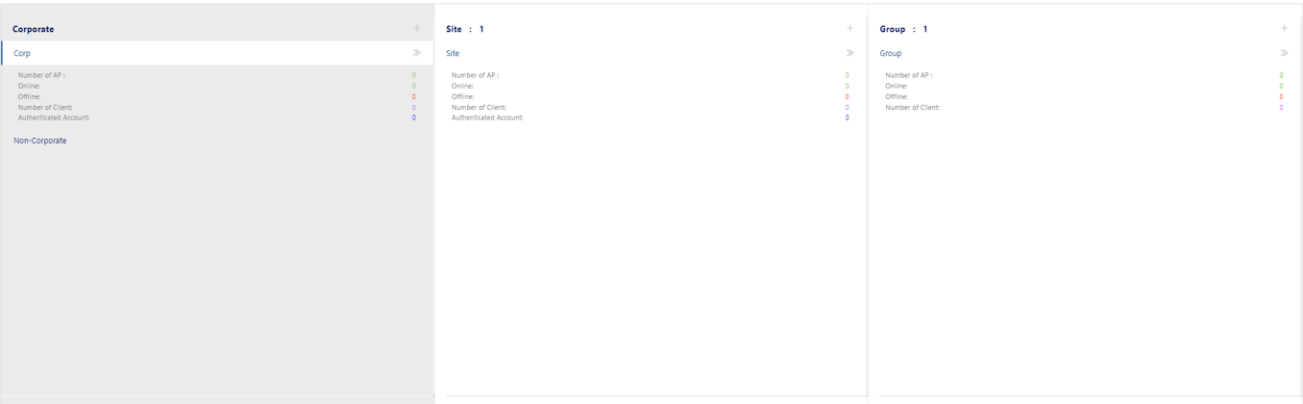 Corporate
Corp
Number of AP : 0
Online: 0
Offline: 0
Number of Client: 0
Authenticated Account: 0
Non-Corporate
Site : 1
Site
Number of AP : 0
Online: 0
Offline: 0
Number of Client: 0
Authenticated Account: 0
Group : 1
Group
Number of AP : 0
Online: 0
Offline: 0
Number of Client: 0